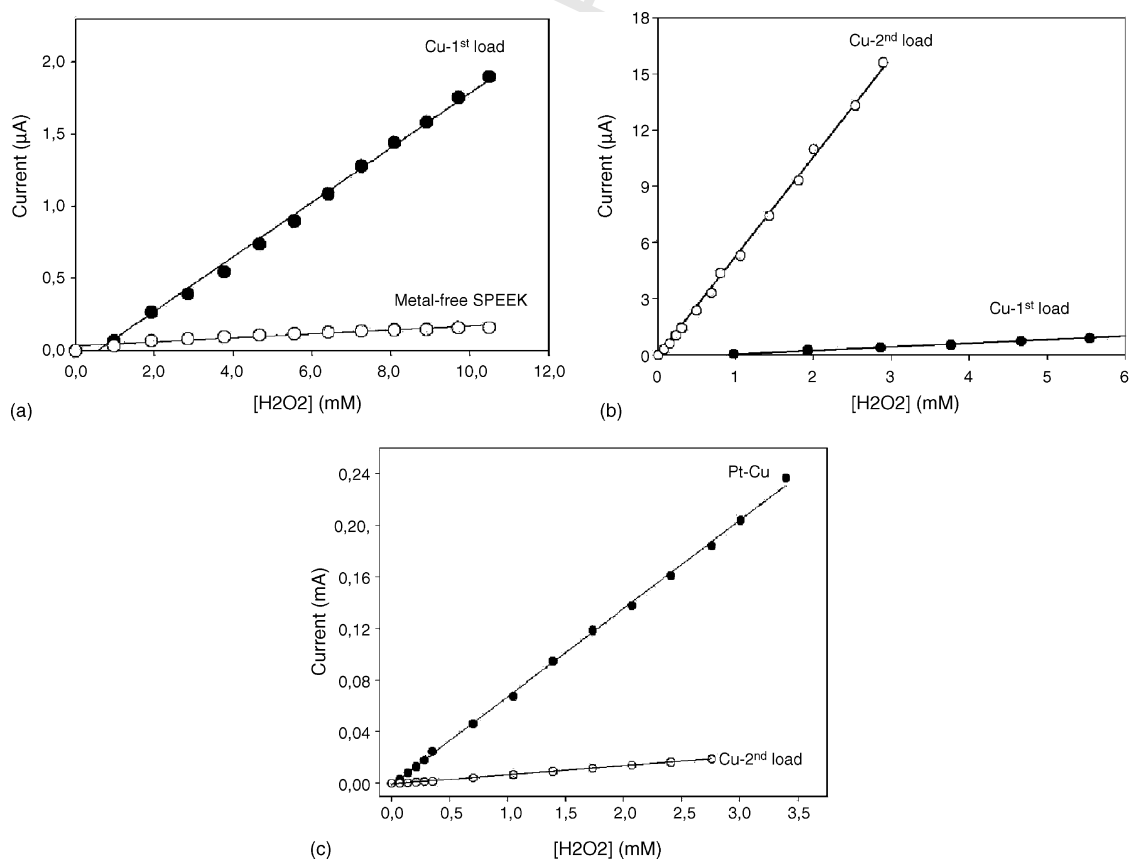 2,0
1,5
1,0
0,5
0,0
Current (µA)
Cu-1st load
Metal-free SPEEK
0,0 2,0 4,0 6,0 8,0 10,0 12,0
[H2O2] (mM)
(a)
18
15
12
9
6
3
0
Current (µA)
Cu-2nd load
Cu-1st load
0 1 2 3 4 5 6
[H2O2] (mM)
(b)
0,24
0,20,
0,12
0,08
0,04
0,00
Current (mA)
Pt-Cu
Cu-2nd load
0,0 0,5 1,0 1,5 2,0 2,5 3,0 3,5
[H2O2] (mM)
(c)